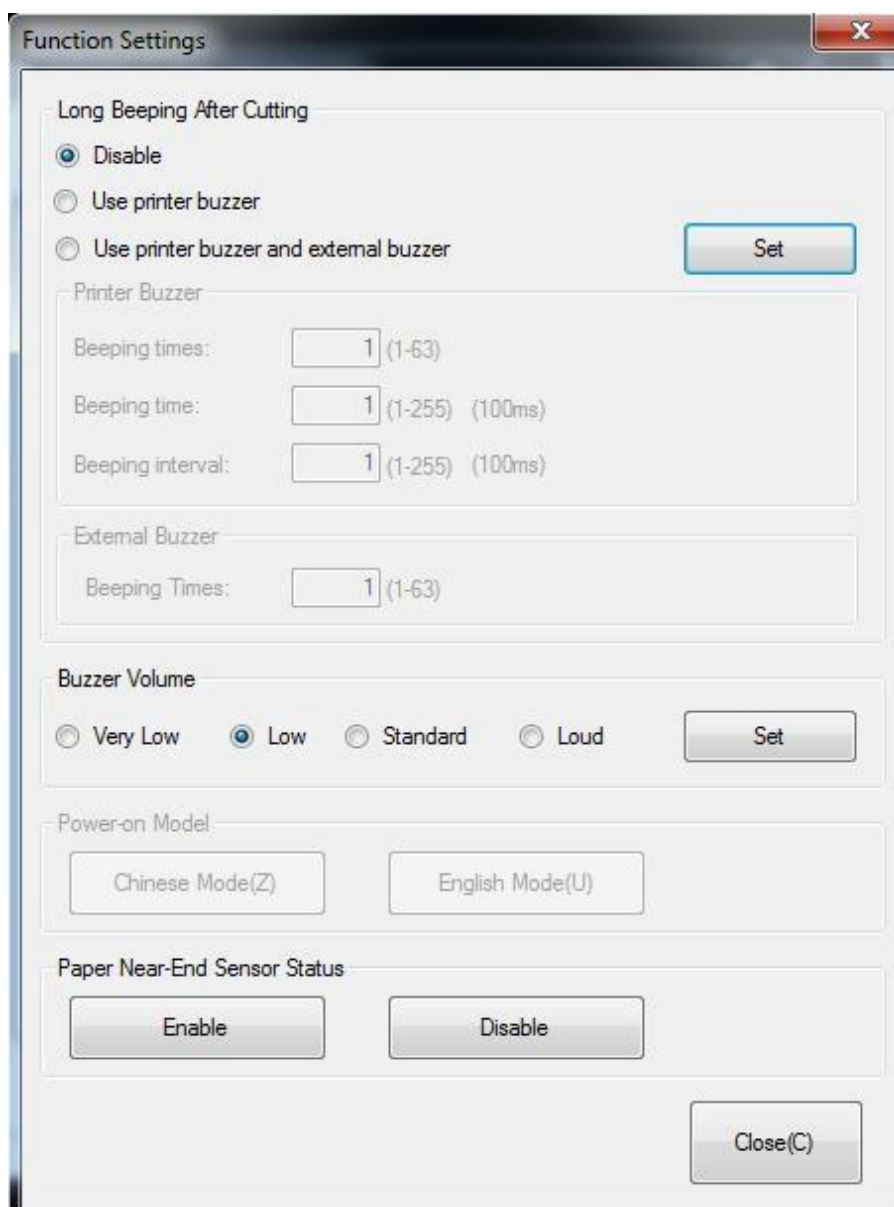 Function Settings
Long Beeping After Cutting
Disable
Use printer buzzer
Use printer buzzer and external buzzer
Set
Printer Buzzer
Beeping times: 1 (1-63)
Beeping time: 1 (1-255) (100ms)
Beeping interval: 1 (1-255) (100ms)
External Buzzer
Beeping Times: 1 (1-63)
Buzzer Volume
Very Low Low Standard Loud Set
Power-on Model
Chinese Mode(Z) English Mode(U)
Paper Near-End Sensor Status
Enable Disable
Close(C)